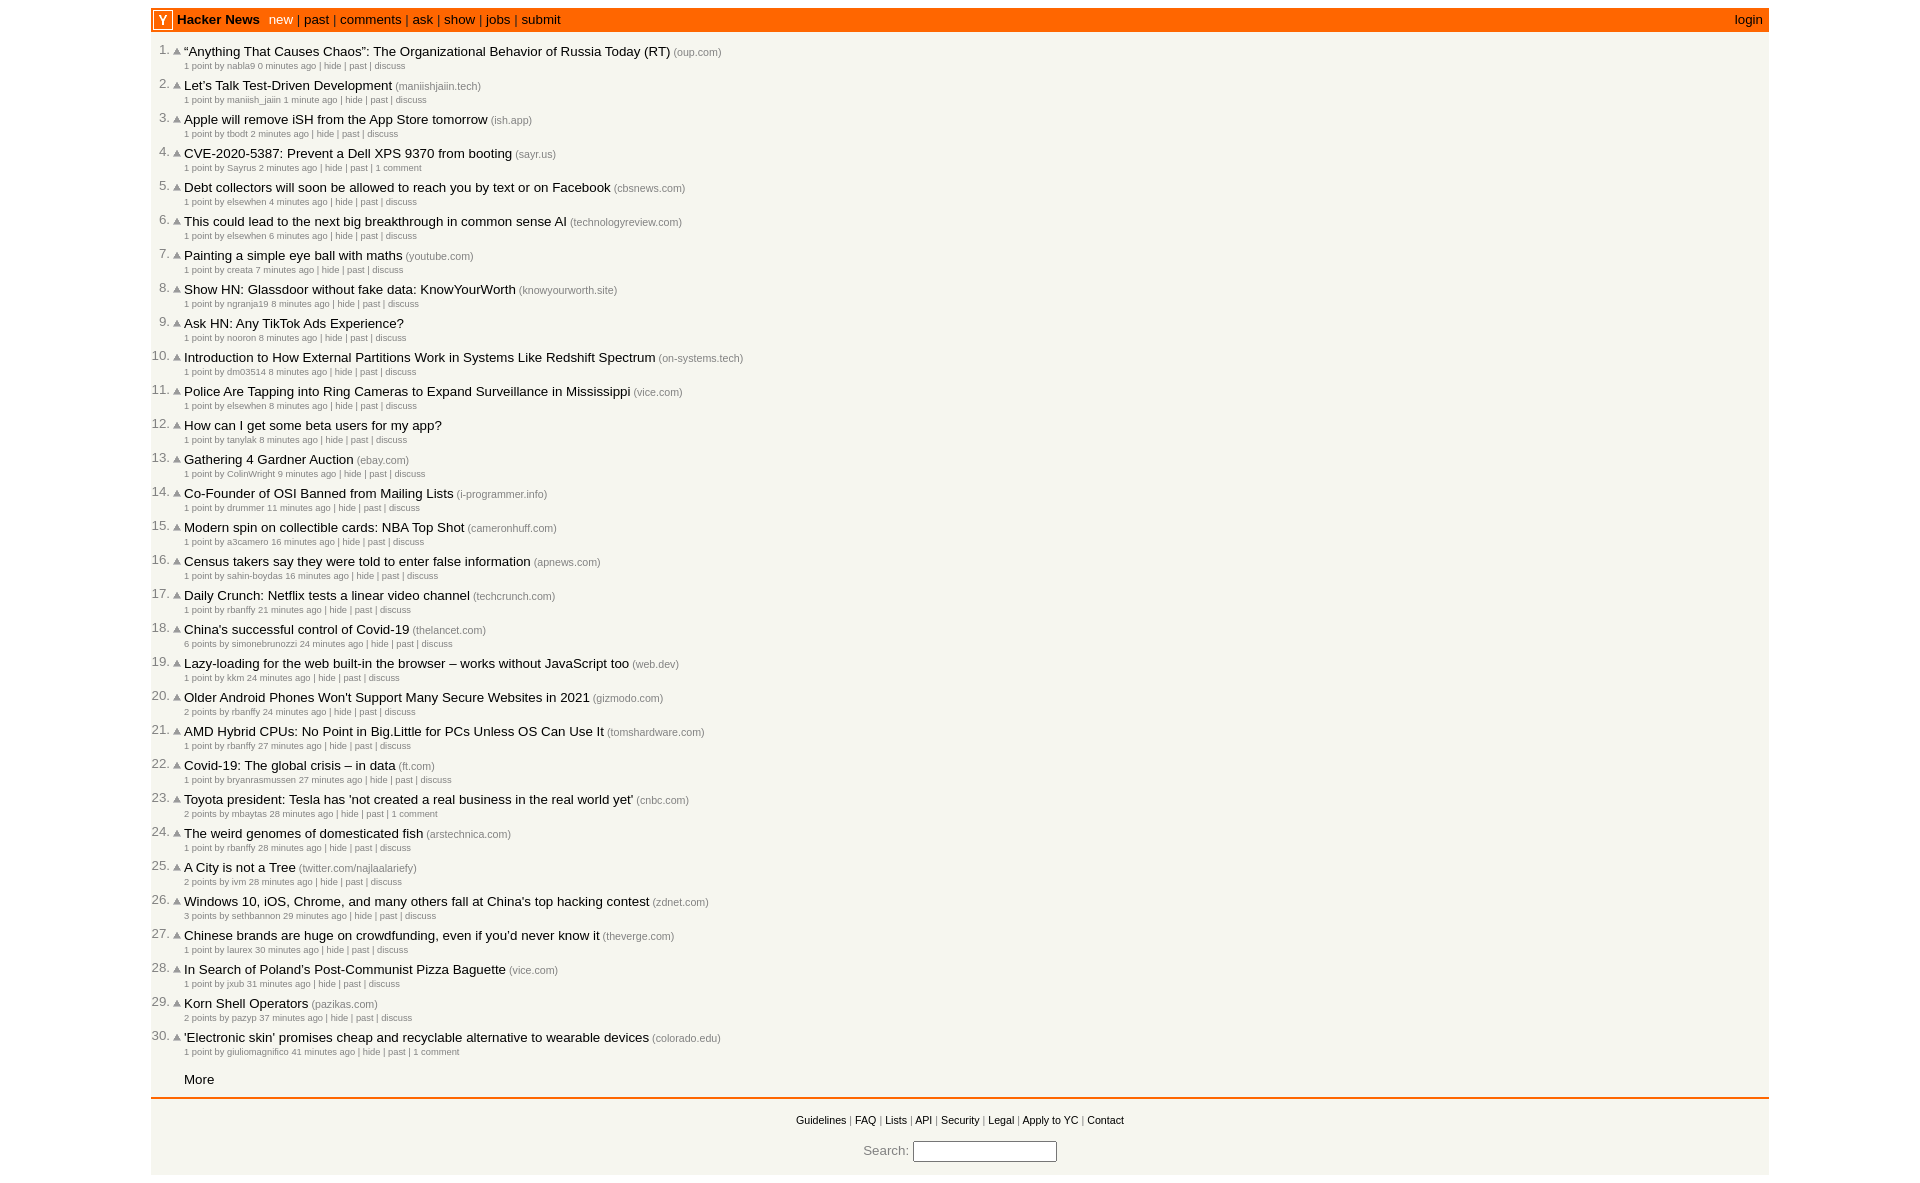 Y Hacker News new | past | comments | ask | show | jobs | submit login
1. “Anything That Causes Chaos”: The Organizational Behavior of Russia Today (RT) (oup.com)
1 point by nabla9 0 minutes ago | hide | past | discuss
2. Let’s Talk Test-Driven Development (maniishjaiin.tech)
1 point by maniish_jaiin 1 minute ago | hide | past | discuss
3. Apple will remove iSH from the App Store tomorrow (ish.app)
1 point by tbodt 2 minutes ago | hide | past | discuss
4. CVE-2020-5387: Prevent a Dell XPS 9370 from booting (sayr.us)
1 point by Sayrus 2 minutes ago | hide | past | 1 comment
5. Debt collectors will soon be allowed to reach you by text or on Facebook (cbsnews.com)
1 point by elsewhen 4 minutes ago | hide | past | discuss
6. This could lead to the next big breakthrough in common sense AI (technologyreview.com)
1 point by elsewhen 6 minutes ago | hide | past | discuss
7. Painting a simple eye ball with maths (youtube.com)
1 point by creata 7 minutes ago | hide | past | discuss
8. Show HN: Glassdoor without fake data: KnowYourWorth (knowyourworth.site)
1 point by ngranja19 8 minutes ago | hide | past | discuss
9. Ask HN: Any TikTok Ads Experience?
1 point by nooron 8 minutes ago | hide | past | discuss
10. Introduction to How External Partitions Work in Systems Like Redshift Spectrum (on-systems.tech)
1 point by dm03514 8 minutes ago | hide | past | discuss
11. Police Are Tapping into Ring Cameras to Expand Surveillance in Mississippi (vice.com)
1 point by elsewhen 8 minutes ago | hide | past | discuss
12. How can I get some beta users for my app?
1 point by tanylak 8 minutes ago | hide | past | discuss
13. Gathering 4 Gardner Auction (ebay.com)
1 point by ColinWright 9 minutes ago | hide | past | discuss
14. Co-Founder of OSI Banned from Mailing Lists (i-programmer.info)
1 point by drummer 11 minutes ago | hide | past | discuss
15. Modern spin on collectible cards: NBA Top Shot (cameronhuff.com)
1 point by a3camero 16 minutes ago | hide | past | discuss
16. Census takers say they were told to enter false information (apnews.com)
1 point by sahin-boydas 16 minutes ago | hide | past | discuss
17. Daily Crunch: Netflix tests a linear video channel (techcrunch.com)
1 point by rbanffy 21 minutes ago | hide | past | discuss
18. China's successful control of Covid-19 (thelancet.com)
6 points by simonebrunozzi 24 minutes ago | hide | past | discuss
19. Lazy-loading for the web built-in the browser – works without JavaScript too (web.dev)
1 point by kkm 24 minutes ago | hide | past | discuss
20. Older Android Phones Won't Support Many Secure Websites in 2021 (gizmodo.com)
2 points by rbanffy 24 minutes ago | hide | past | discuss
21. AMD Hybrid CPUs: No Point in Big.Little for PCs Unless OS Can Use It (tomshardware.com)
1 point by rbanffy 27 minutes ago | hide | past | discuss
22. Covid-19: The global crisis – in data (ft.com)
1 point by bryanrasmussen 27 minutes ago | hide | past | discuss
23. Toyota president: Tesla has 'not created a real business in the real world yet' (cnbc.com)
2 points by mbaytas 28 minutes ago | hide | past | 1 comment
24. The weird genomes of domesticated fish (arstechnica.com)
1 point by rbanffy 28 minutes ago | hide | past | discuss
25. A City is not a Tree (twitter.com/najlaalariefy)
2 points by ivm 28 minutes ago | hide | past | discuss
26. Windows 10, iOS, Chrome, and many others fall at China's top hacking contest (zdnet.com)
3 points by sethbannon 29 minutes ago | hide | past | discuss
27. Chinese brands are huge on crowdfunding, even if you’d never know it (theverge.com)
1 point by laurex 30 minutes ago | hide | past | discuss
28. In Search of Poland’s Post-Communist Pizza Baguette (vice.com)
1 point by jxub 31 minutes ago | hide | past | discuss
29. Korn Shell Operators (pazikas.com)
2 points by pazyp 37 minutes ago | hide | past | discuss
30. 'Electronic skin' promises cheap and recyclable alternative to wearable devices (colorado.edu)
1 point by giuliomagnifico 41 minutes ago | hide | past | 1 comment
More
Guidelines | FAQ | Lists | API | Security | Legal | Apply to YC | Contact
Search: